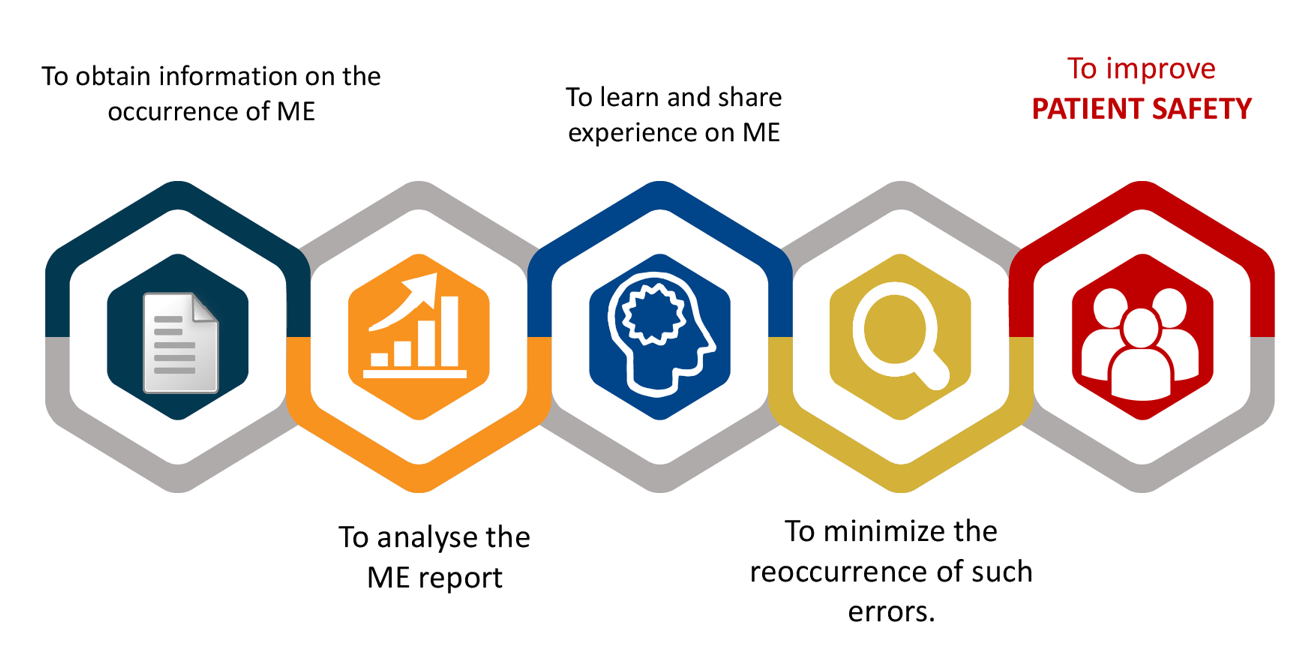 To obtain information on the
occurrence of ME
To analyse the
ME report
To learn and share
experience on ME
To minimize the
reoccurrence of such
errors.
To improve
PATIENT SAFETY